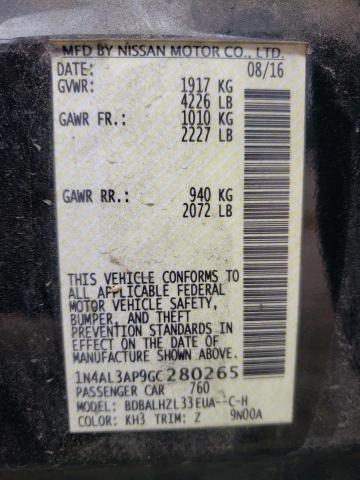 MFD BY NISSAN MOTOR CO., LTD.
DATE: 08/16
GVWR: 1917 KG
4226 LB
GAWR FR.: 1010 KG
2227 LB
GAWR RR.: 940 KG
2072 LB
THIS VEHICLE CONFORMS TO
ALL APPLICABLE FEDERAL
MOTOR VEHICLE SAFETY,
BUMPER, AND THEFT
PREVENTION STANDARDS IN
EFFECT ON THE DATE OF
MANUFACTURE SHOWN ABOVE.
1N4AL3AP9GC280265
PASSENGER CAR 760
MODEL: BDBALHZL33EUA--C-H
COLOR: KH3 TRIM: Z 9N00A